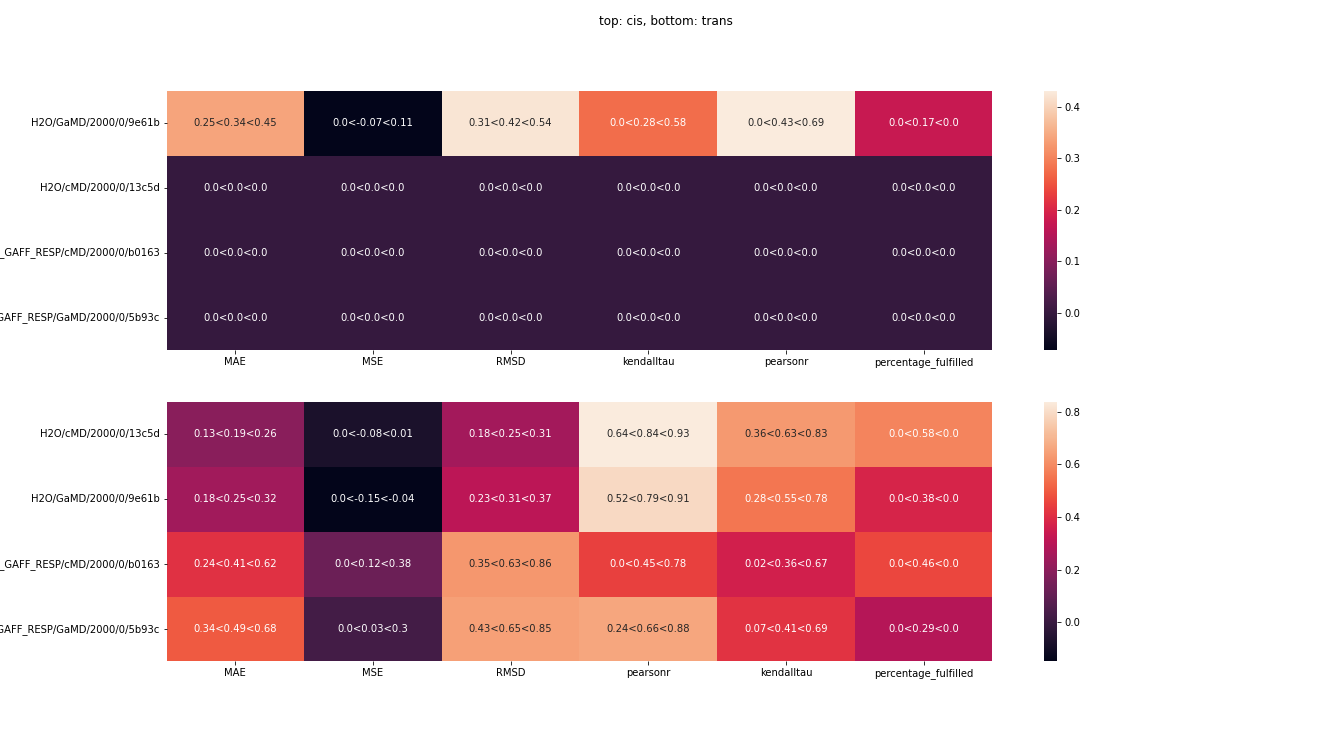 top: cis, bottom: trans
H2O/GaMD/2000/0/9e61b 0.25<0.34<0.45 0.0<-0.07<0.11 0.31<0.42<0.54 0.0<0.28<0.58 0.0<0.43<0.69 0.0<0.17<0.0 0.4
H2O/cMD/2000/0/13c5d 0.0<0.0<0.0 0.0<0.0<0.0 0.0<0.0<0.0 0.0<0.0<0.0 0.0<0.0<0.0 0.0<0.0<0.0 0.3
0.2
_GAFF_RESP/cMD/2000/0/b0163 0.0<0.0<0.0 0.0<0.0<0.0 0.0<0.0<0.0 0.0<0.0<0.0 0.0<0.0<0.0 0.0<0.0<0.0 0.1
GAFF_RESP/GaMD/2000/0/5b93c 0.0<0.0<0.0 0.0<0.0<0.0 0.0<0.0<0.0 0.0<0.0<0.0 0.0<0.0<0.0 0.0<0.0<0.0 0.0
MAE MSE RMSD kendalltau pearsonr percentage_fulfilled
0.8
H2O/cMD/2000/0/13c5d 0.13<0.19<0.26 0.0<-0.08<0.01 0.18<0.25<0.31 0.64<0.84<0.93 0.36<0.63<0.83 0.0<0.58<0.0
0.6
H2O/GaMD/2000/0/9e61b 0.18<0.25<0.32 0.0<-0.15<-0.04 0.23<0.31<0.37 0.52<0.79<0.91 0.28<0.55<0.78 0.0<0.38<0.0
0.4
_GAFF_RESP/cMD/2000/0/b0163 0.24<0.41<0.62 0.0<0.12<0.38 0.35<0.63<0.86 0.0<0.45<0.78 0.02<0.36<0.67 0.0<0.46<0.0 0.2
GAFF_RESP/GaMD/2000/0/5b93c 0.34<0.49<0.68 0.0<0.03<0.3 0.43<0.65<0.85 0.24<0.66<0.88 0.07<0.41<0.69 0.0<0.29<0.0 0.0
MAE MSE RMSD pearsonr kendalltau percentage_fulfilled